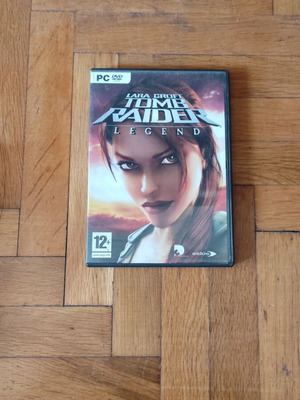 PC DVD
LARA CROFT
TOMB
RAIDER
LEGEND
12+
eidos